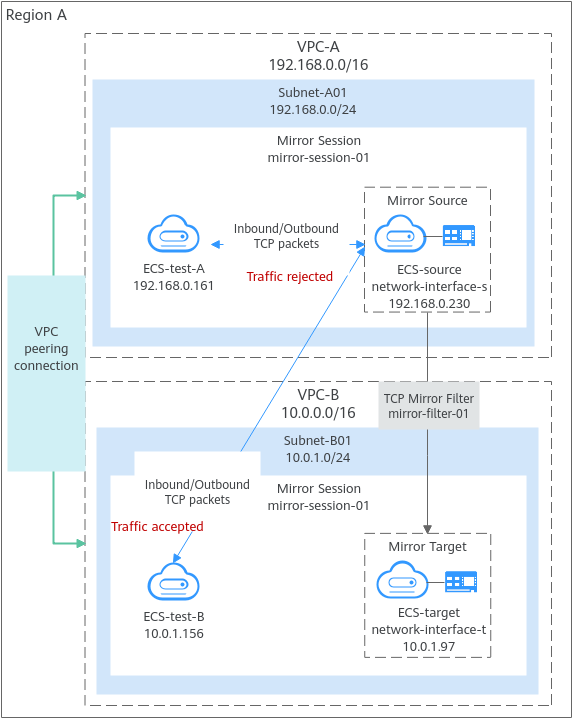 Region A
VPC-A
192.168.0.0/16
Subnet-A01
192.168.0.0/24
Mirror Session
mirror-session-01
Mirror Source
Inbound/Outbound
TCP packets
Traffic rejected
ECS-test-A
192.168.0.161
ECS-source
network-interface-s
192.168.0.230
VPC
peering
connection
VPC-B
10.0.0.0/16
TCP Mirror Filter
mirror-filter-01
Subnet-B01
10.0.1.0/24
Inbound/Outbound
TCP packets
Mirror Session
mirror-session-01
Traffic accepted
Mirror Target
ECS-test-B
10.0.1.156
ECS-target
network-interface-t
10.0.1.97